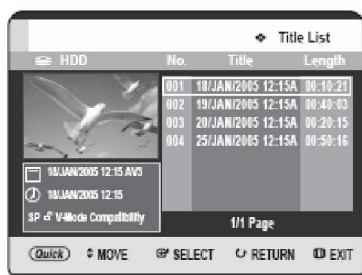 Title List
HDD No. Title Length
001 18/JAN/2005 12:15A 00:10:21
002 19/JAN/2005 12:15A 00:40:03
003 20/JAN/2005 12:15A 00:20:15
004 25/JAN/2005 12:15A 00:50:16
18/JAN/2005 12:15 AV3
18/JAN/2005 12:15
SP V-Mode Compatibility
1/1 Page
Quick MOVE SELECT RETURN EXIT